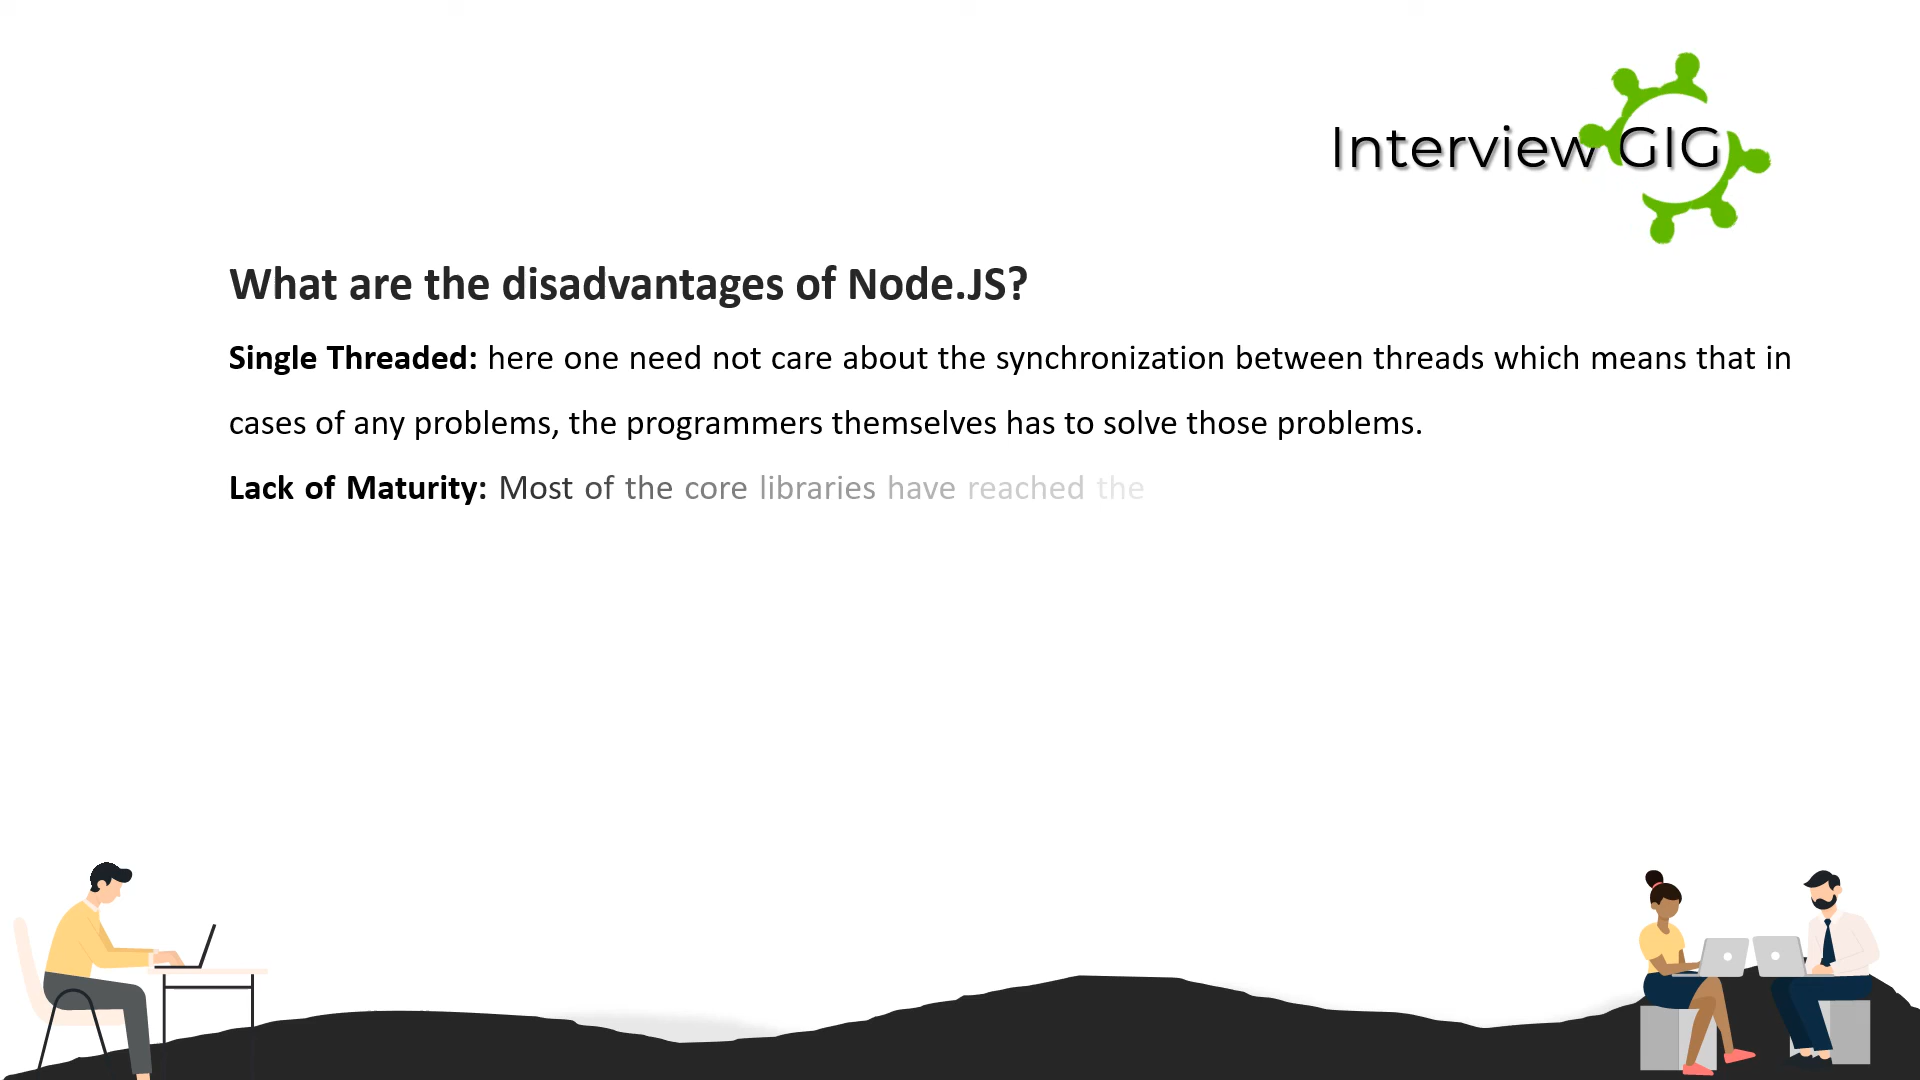 Interview GIG
What are the disadvantages of Node.JS?
Single Threaded: here one need not care about the synchronization between threads which means that in
cases of any problems, the programmers themselves has to solve those problems.
Lack of Maturity: Most of the core libraries have reached the